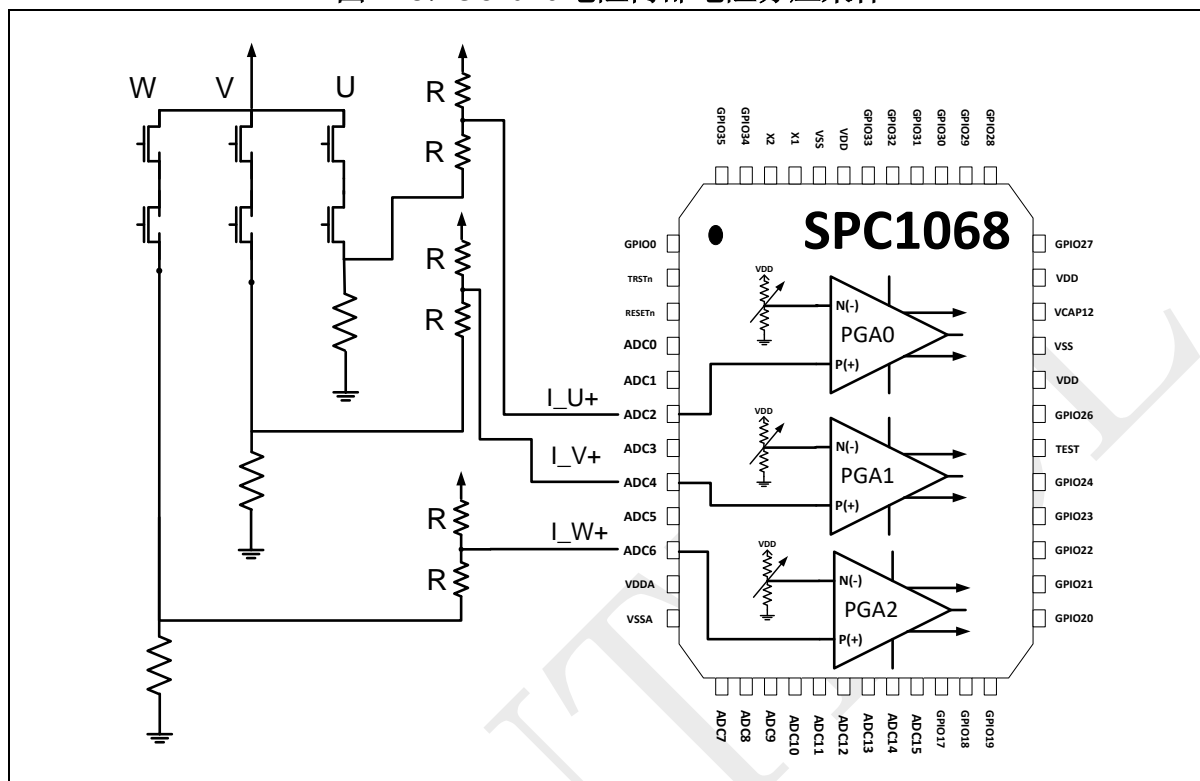 W
V
U
R
R
R
R
R
R
I_U+
I_V+
I_W+
SPC1068
GPIO35
GPIO34
X2
X1
VSS
VDD
GPIO33
GPIO32
GPIO31
GPIO30
GPIO29
GPIO28
GPIO0
TRSTn
RESETn
ADC0
ADC1
ADC2
ADC3
ADC4
ADC5
ADC6
VDDA
VSSA
VDD
N(-)
PGA0
P(+)
VDD
N(-)
PGA1
P(+)
VDD
N(-)
PGA2
P(+)
GPIO27
VDD
VCAP12
VSS
VDD
GPIO26
TEST
GPIO24
GPIO23
GPIO22
GPIO21
GPIO20
ADC7
ADC8
ADC9
ADC10
ADC11
ADC12
ADC13
ADC14
ADC15
GPIO17
GPIO18
GPIO19